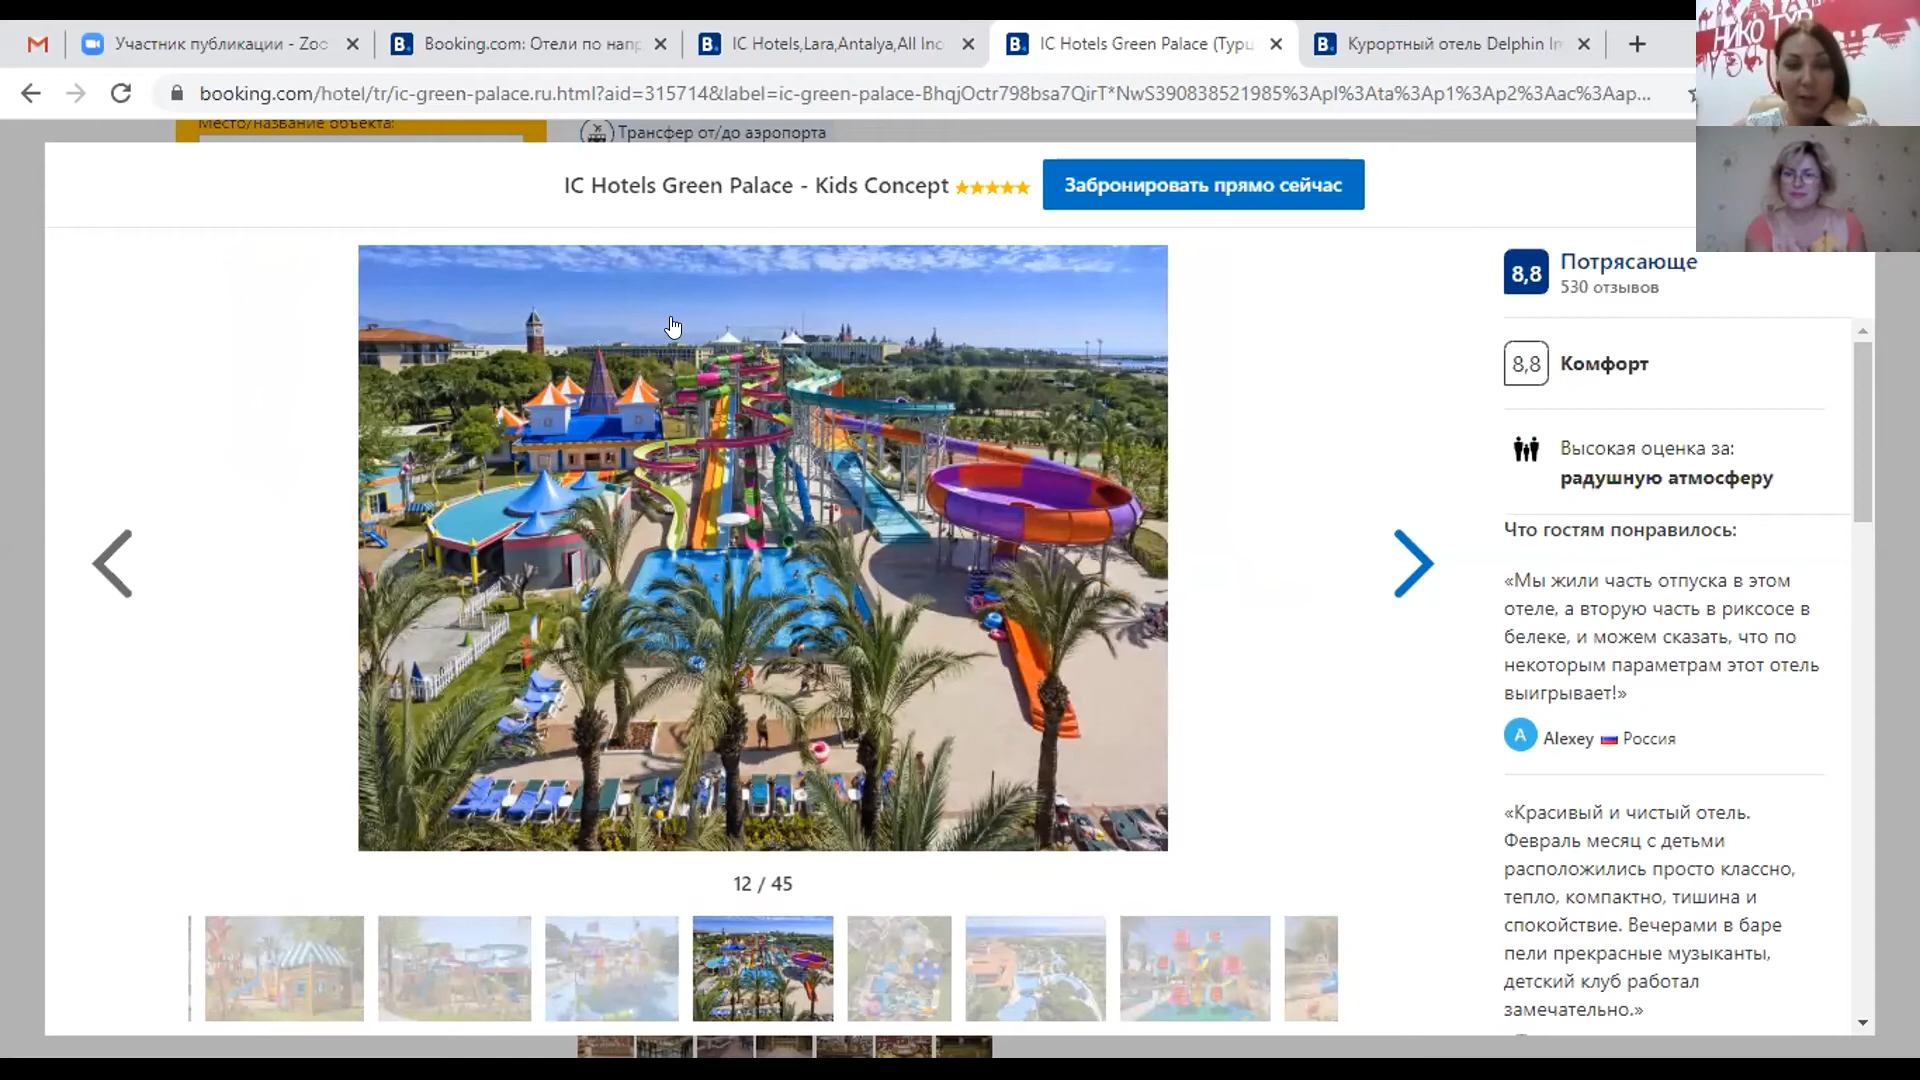 Участник публикации - Zoo
Booking.com: Отели по напр
IC Hotels,Lara,Antalya,All Inc
IC Hotels Green Palace (Турц
Курортный отель Delphin Im
booking.com/hotel/tr/ic-green-palace.ru.html?aid=315714&label=ic-green-palace-BhqjOctr798bsa7QirT*NwS390838521985%3Apl%3Ata%3Ap1%3Ap2%3Aac%3Aap...
НИКО ТУР
Место/название объекта:
Трансфер от/до аэропорта
IC Hotels Green Palace - Kids Concept
Забронировать прямо сейчас
8,8
Потрясающе
530 отзывов
8,8 Комфорт
Высокая оценка за:
радушную атмосферу
Что гостям понравилось:
«Мы жили часть отпуска в этом
отеле, а вторую часть в риксосе в
белеке, и можем сказать, что по
некоторым параметрам этот отель
выигрывает!»
A Alexey Россия
«Красивый и чистый отель.
Февраль месяц с детьми
расположились просто классно,
тепло, компактно, тишина и
спокойствие. Вечерами в баре
пели прекрасные музыканты,
детский клуб работал
замечательно.»
12 / 45